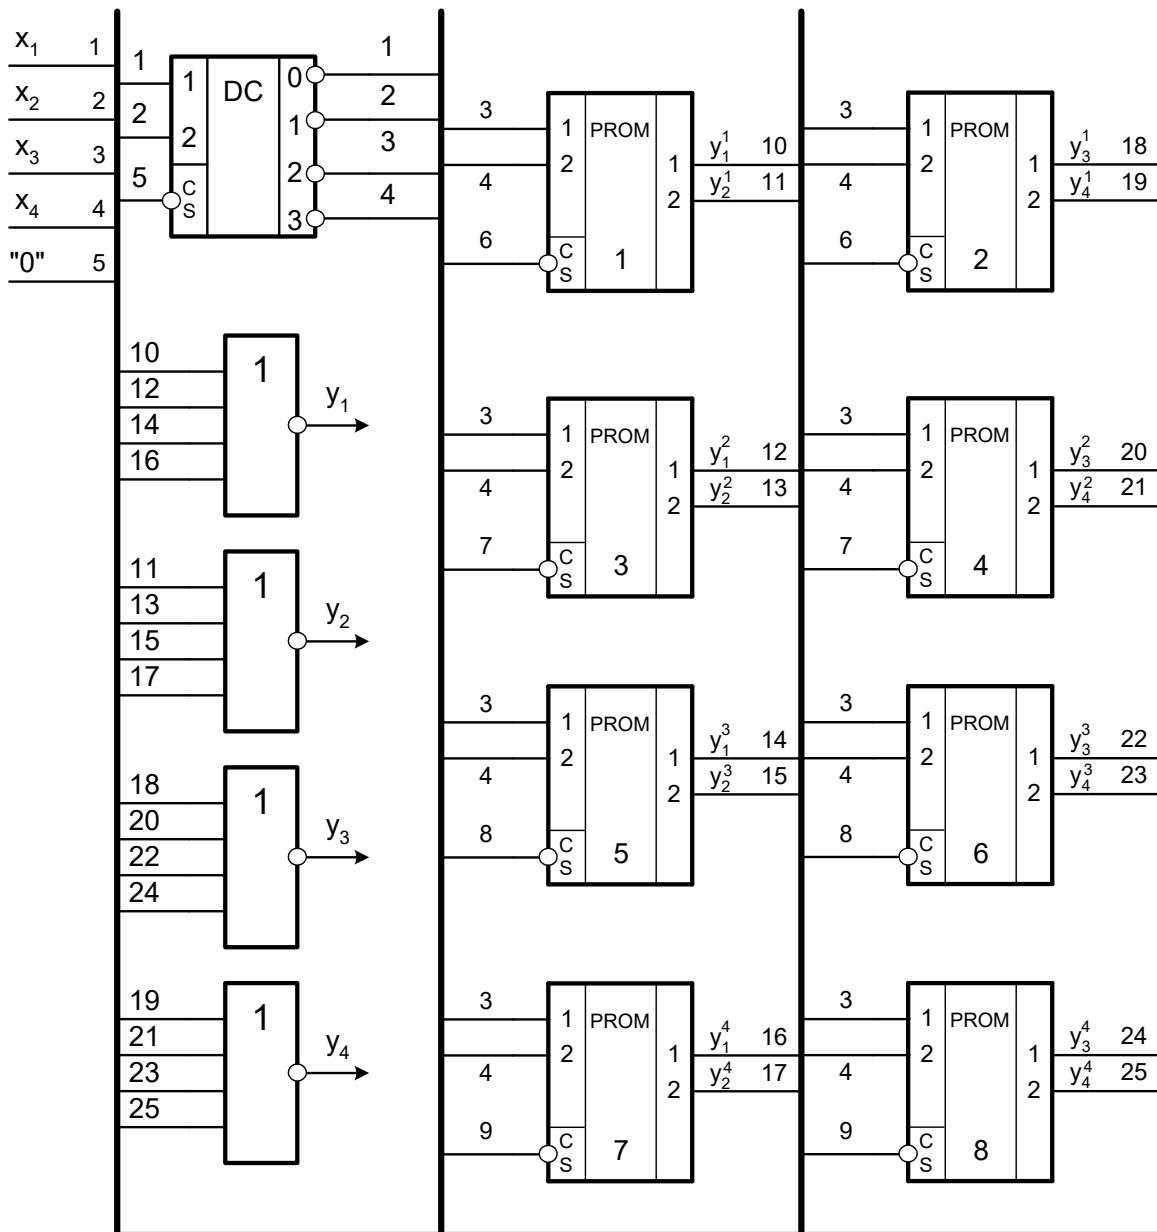 x1 1
x2 2
x3 3
x4 4
"0" 5
1
2
5
1
2
C
S
DC
0
1
2
3
1
2
3
4
3
4
6
1
2
C
S
PROM
1
1
2
y₁¹ 10
y₂¹ 11
3
4
6
1
2
C
S
PROM
2
1
2
y₃¹ 18
y₄¹ 19
10
12
14
16
1
y₁
3
4
7
1
2
C
S
PROM
3
1
2
y₁² 12
y₂² 13
3
4
7
1
2
C
S
PROM
4
1
2
y₃² 20
y₄² 21
11
13
15
17
1
y₂
3
4
8
1
2
C
S
PROM
5
1
2
y₁³ 14
y₂³ 15
3
4
8
1
2
C
S
PROM
6
1
2
y₃³ 22
y₄³ 23
18
20
22
24
1
y₃
3
4
9
1
2
C
S
PROM
7
1
2
y₁⁴ 16
y₂⁴ 17
3
4
9
1
2
C
S
PROM
8
1
2
y₃⁴ 24
y₄⁴ 25
19
21
23
25
1
y₄